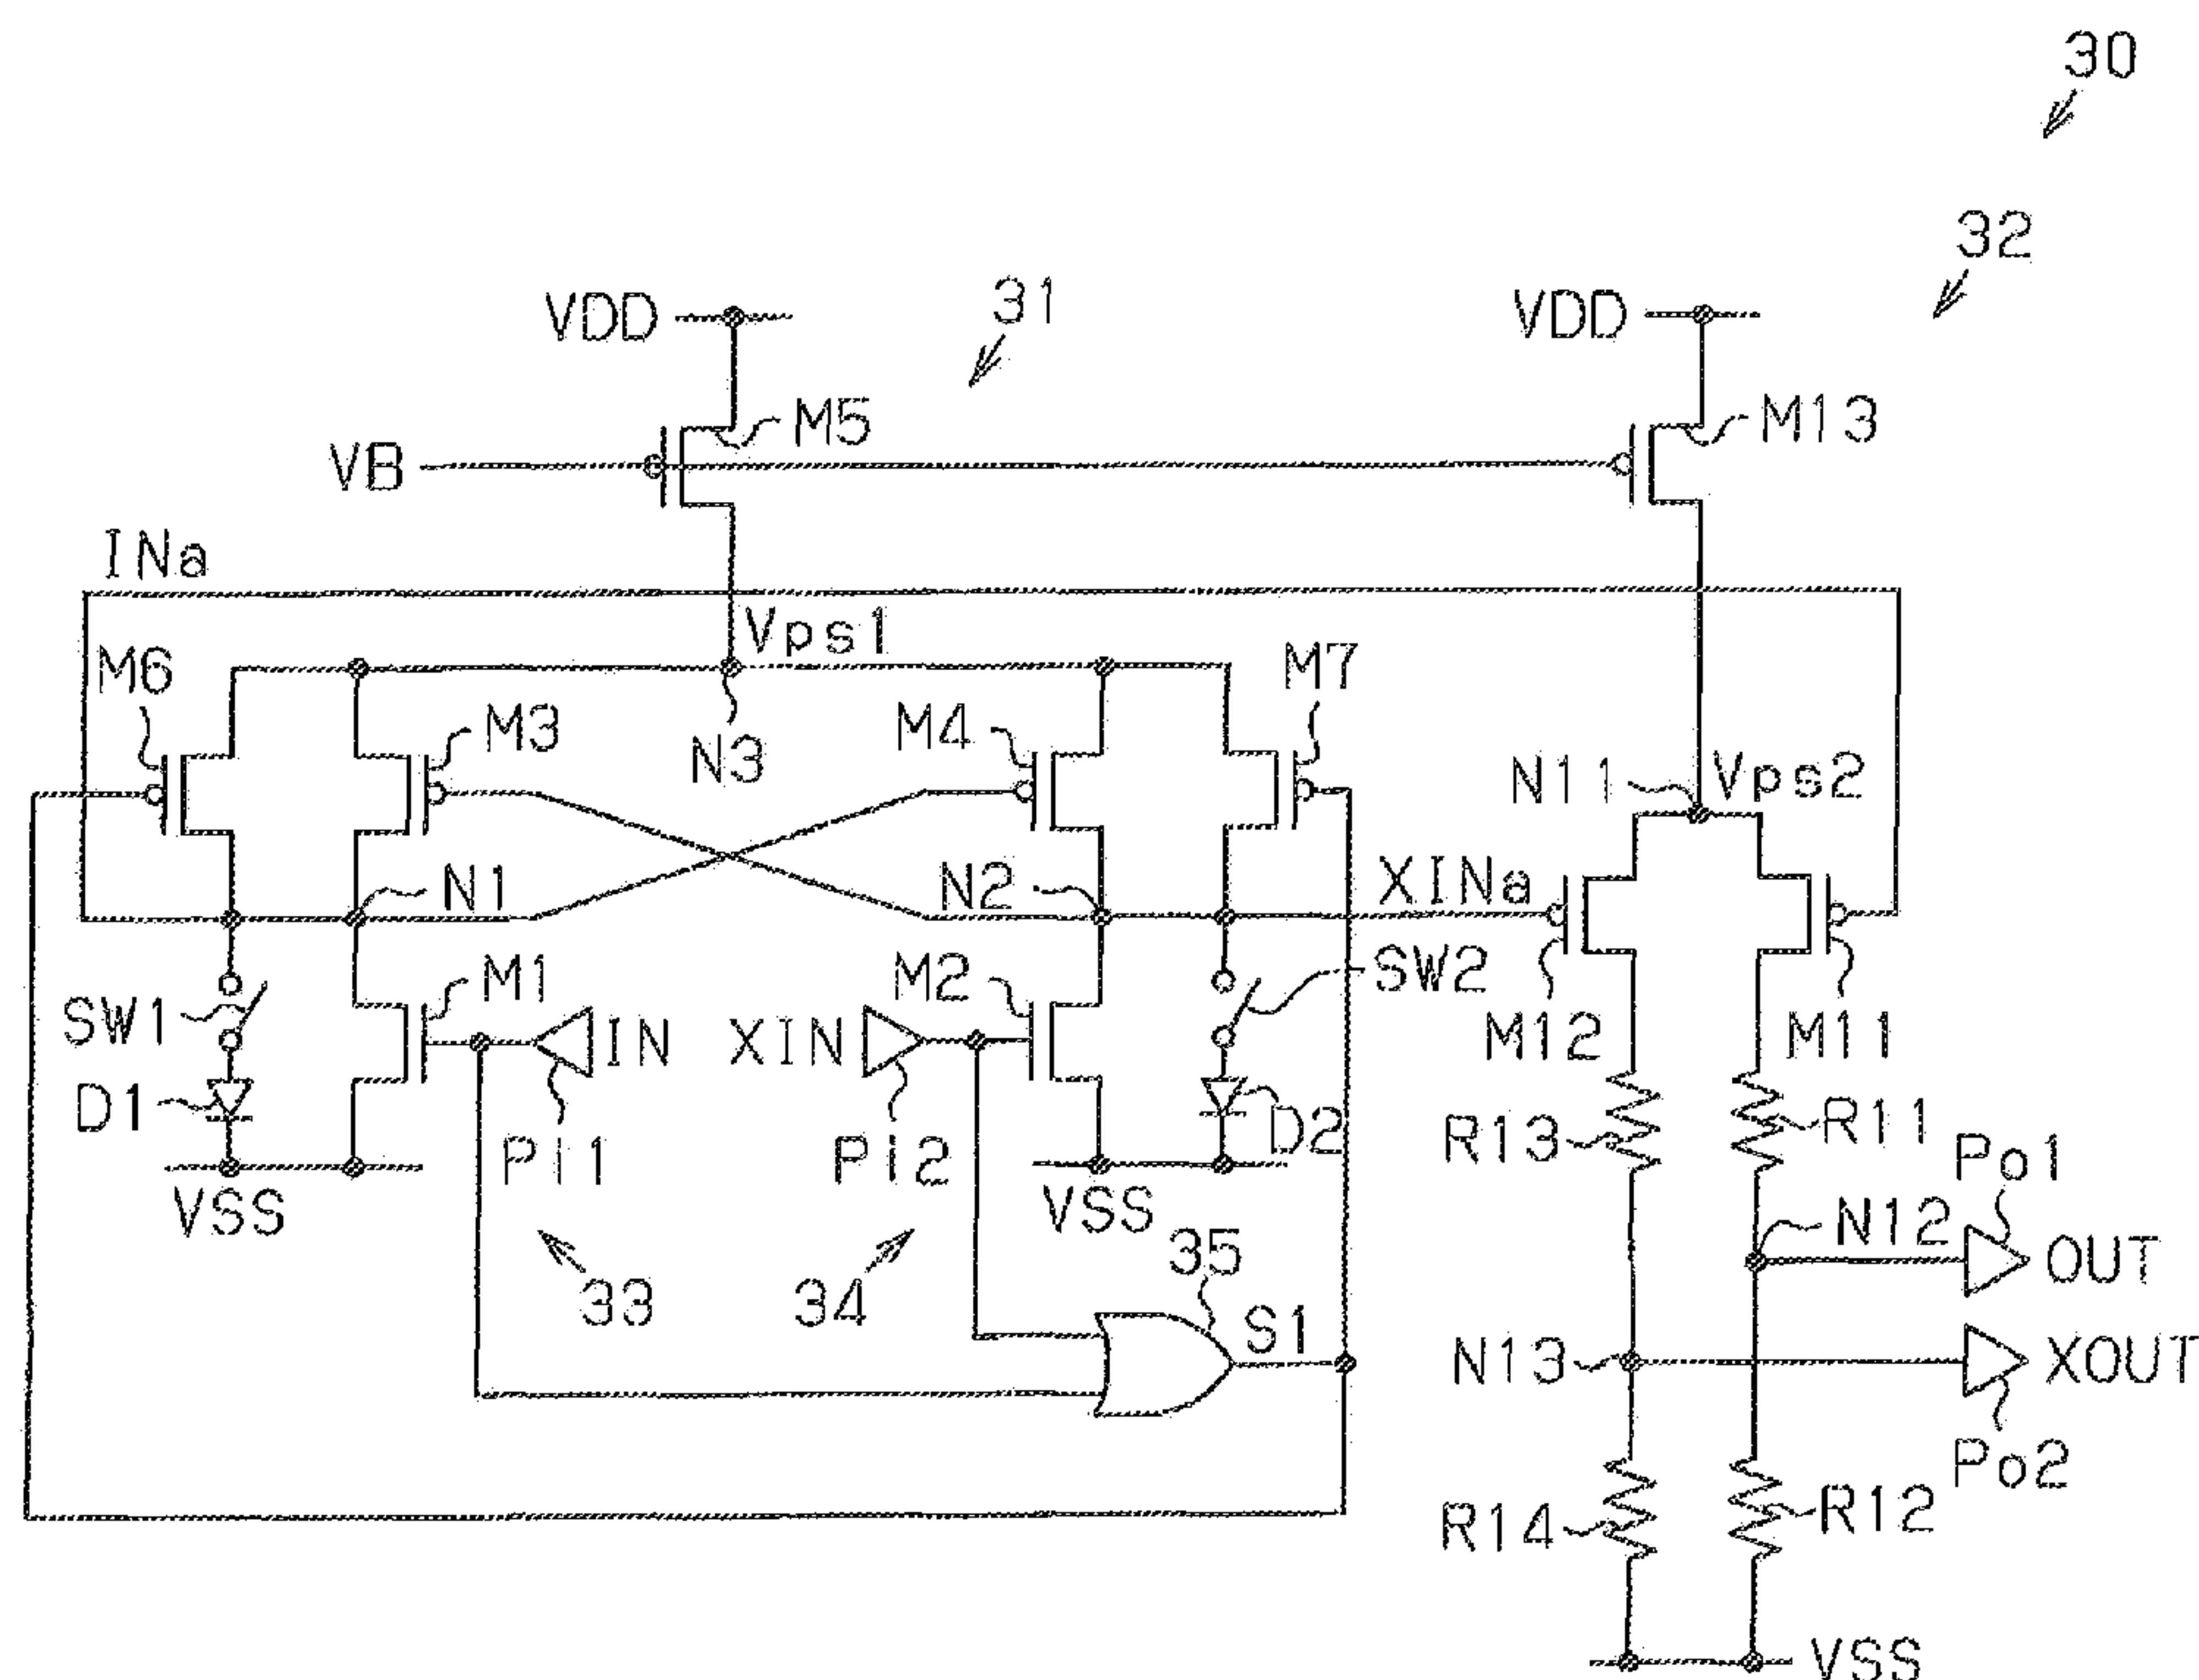 30
32
31
VDD
VDD
M5
M13
VB
INa
Vps1
M6
M7
M3
M4
N3
N11
Vps2
N1
N2
XINa
M1
M2
SW1
SW2
IN
XIN
M12
M11
D1
D2
Pi1
Pi2
R13
R11
Po1
VSS
VSS
N12
35
OUT
33
34
S1
N13
XOUT
Po2
R14
R12
VSS